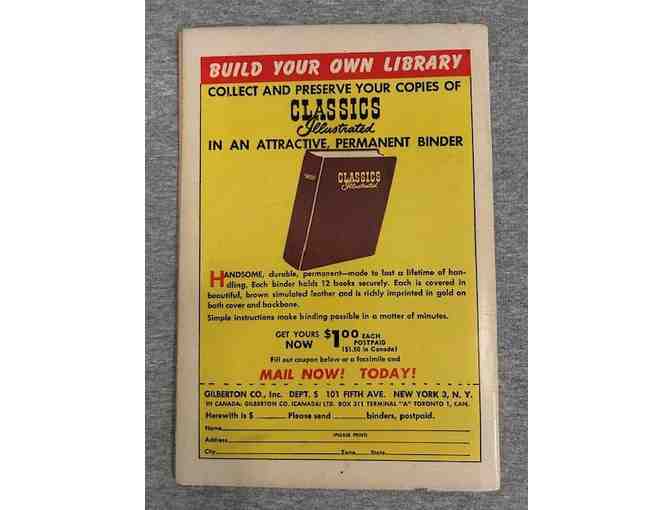 BUILD YOUR OWN LIBRARY
COLLECT AND PRESERVE YOUR COPIES OF
CLASSICS
Illustrated
IN AN ATTRACTIVE, PERMANENT BINDER
CLASSICS
Illustrated
HANDSOME, durable, permanent—made to last a lifetime of han-
dling. Each binder holds 12 books securely. Each is covered in
beautiful, brown simulated leather and is richly imprinted in gold on
both cover and backbone.
Simple instructions make binding possible in a matter of minutes.
GET YOURS NOW $1.00 EACH POSTPAID
($1.50 in Canada)
Fill out coupon below or a facsimile and
MAIL NOW! TODAY!
GILBERTON CO., Inc. DEPT. S 101 FIFTH AVE. NEW YORK 3, N. Y.
IN CANADA; GILBERTON CO. (CANADA) LTD. BOX 311 TERMINAL "A" TORONTO 1, CAN.
Herewith is $ ________ Please send ________ binders, postpaid.
Name
(PLEASE PRINT)
Address
City Zone State